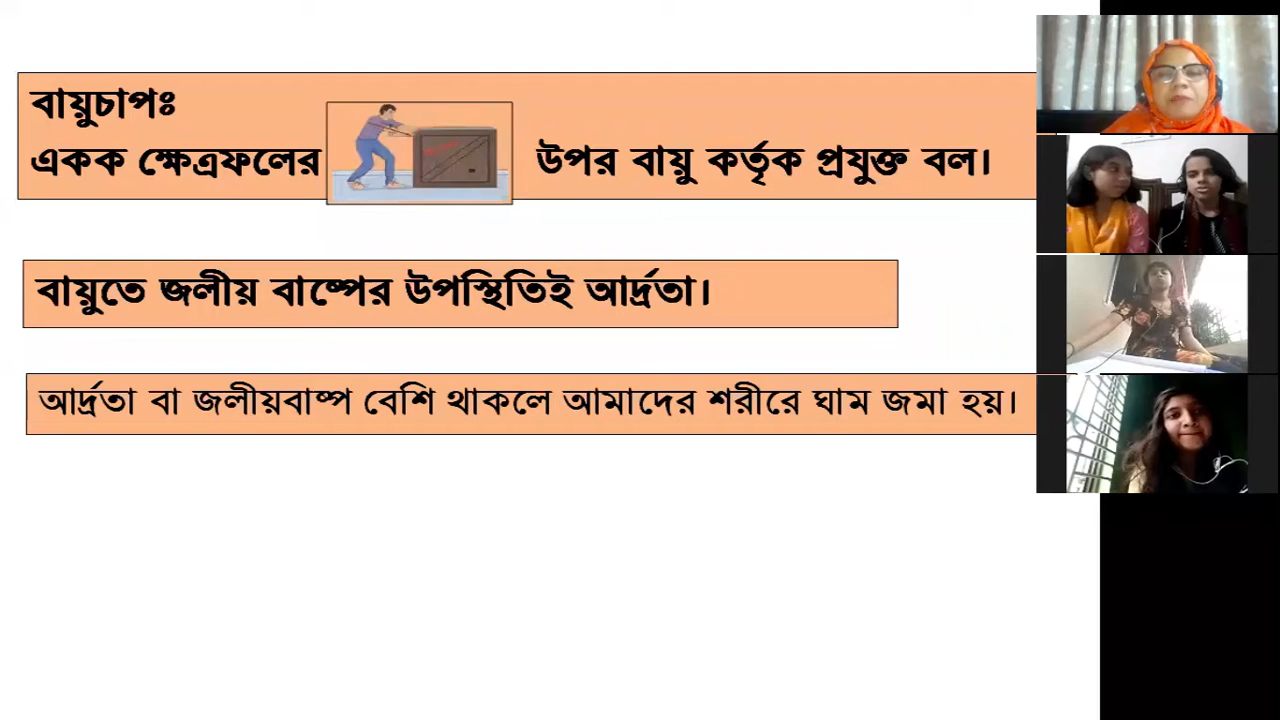 বায়ুচাপঃ
একক ক্ষেত্রফলের উপর বায়ু কর্তৃক প্রযুক্ত বল।
বায়ুতে জলীয় বাষ্পের উপস্থিতিই আর্দ্রতা।
আর্দ্রতা বা জলীয়বাষ্প বেশি থাকলে আমাদের শরীরে ঘাম জমা হয়।